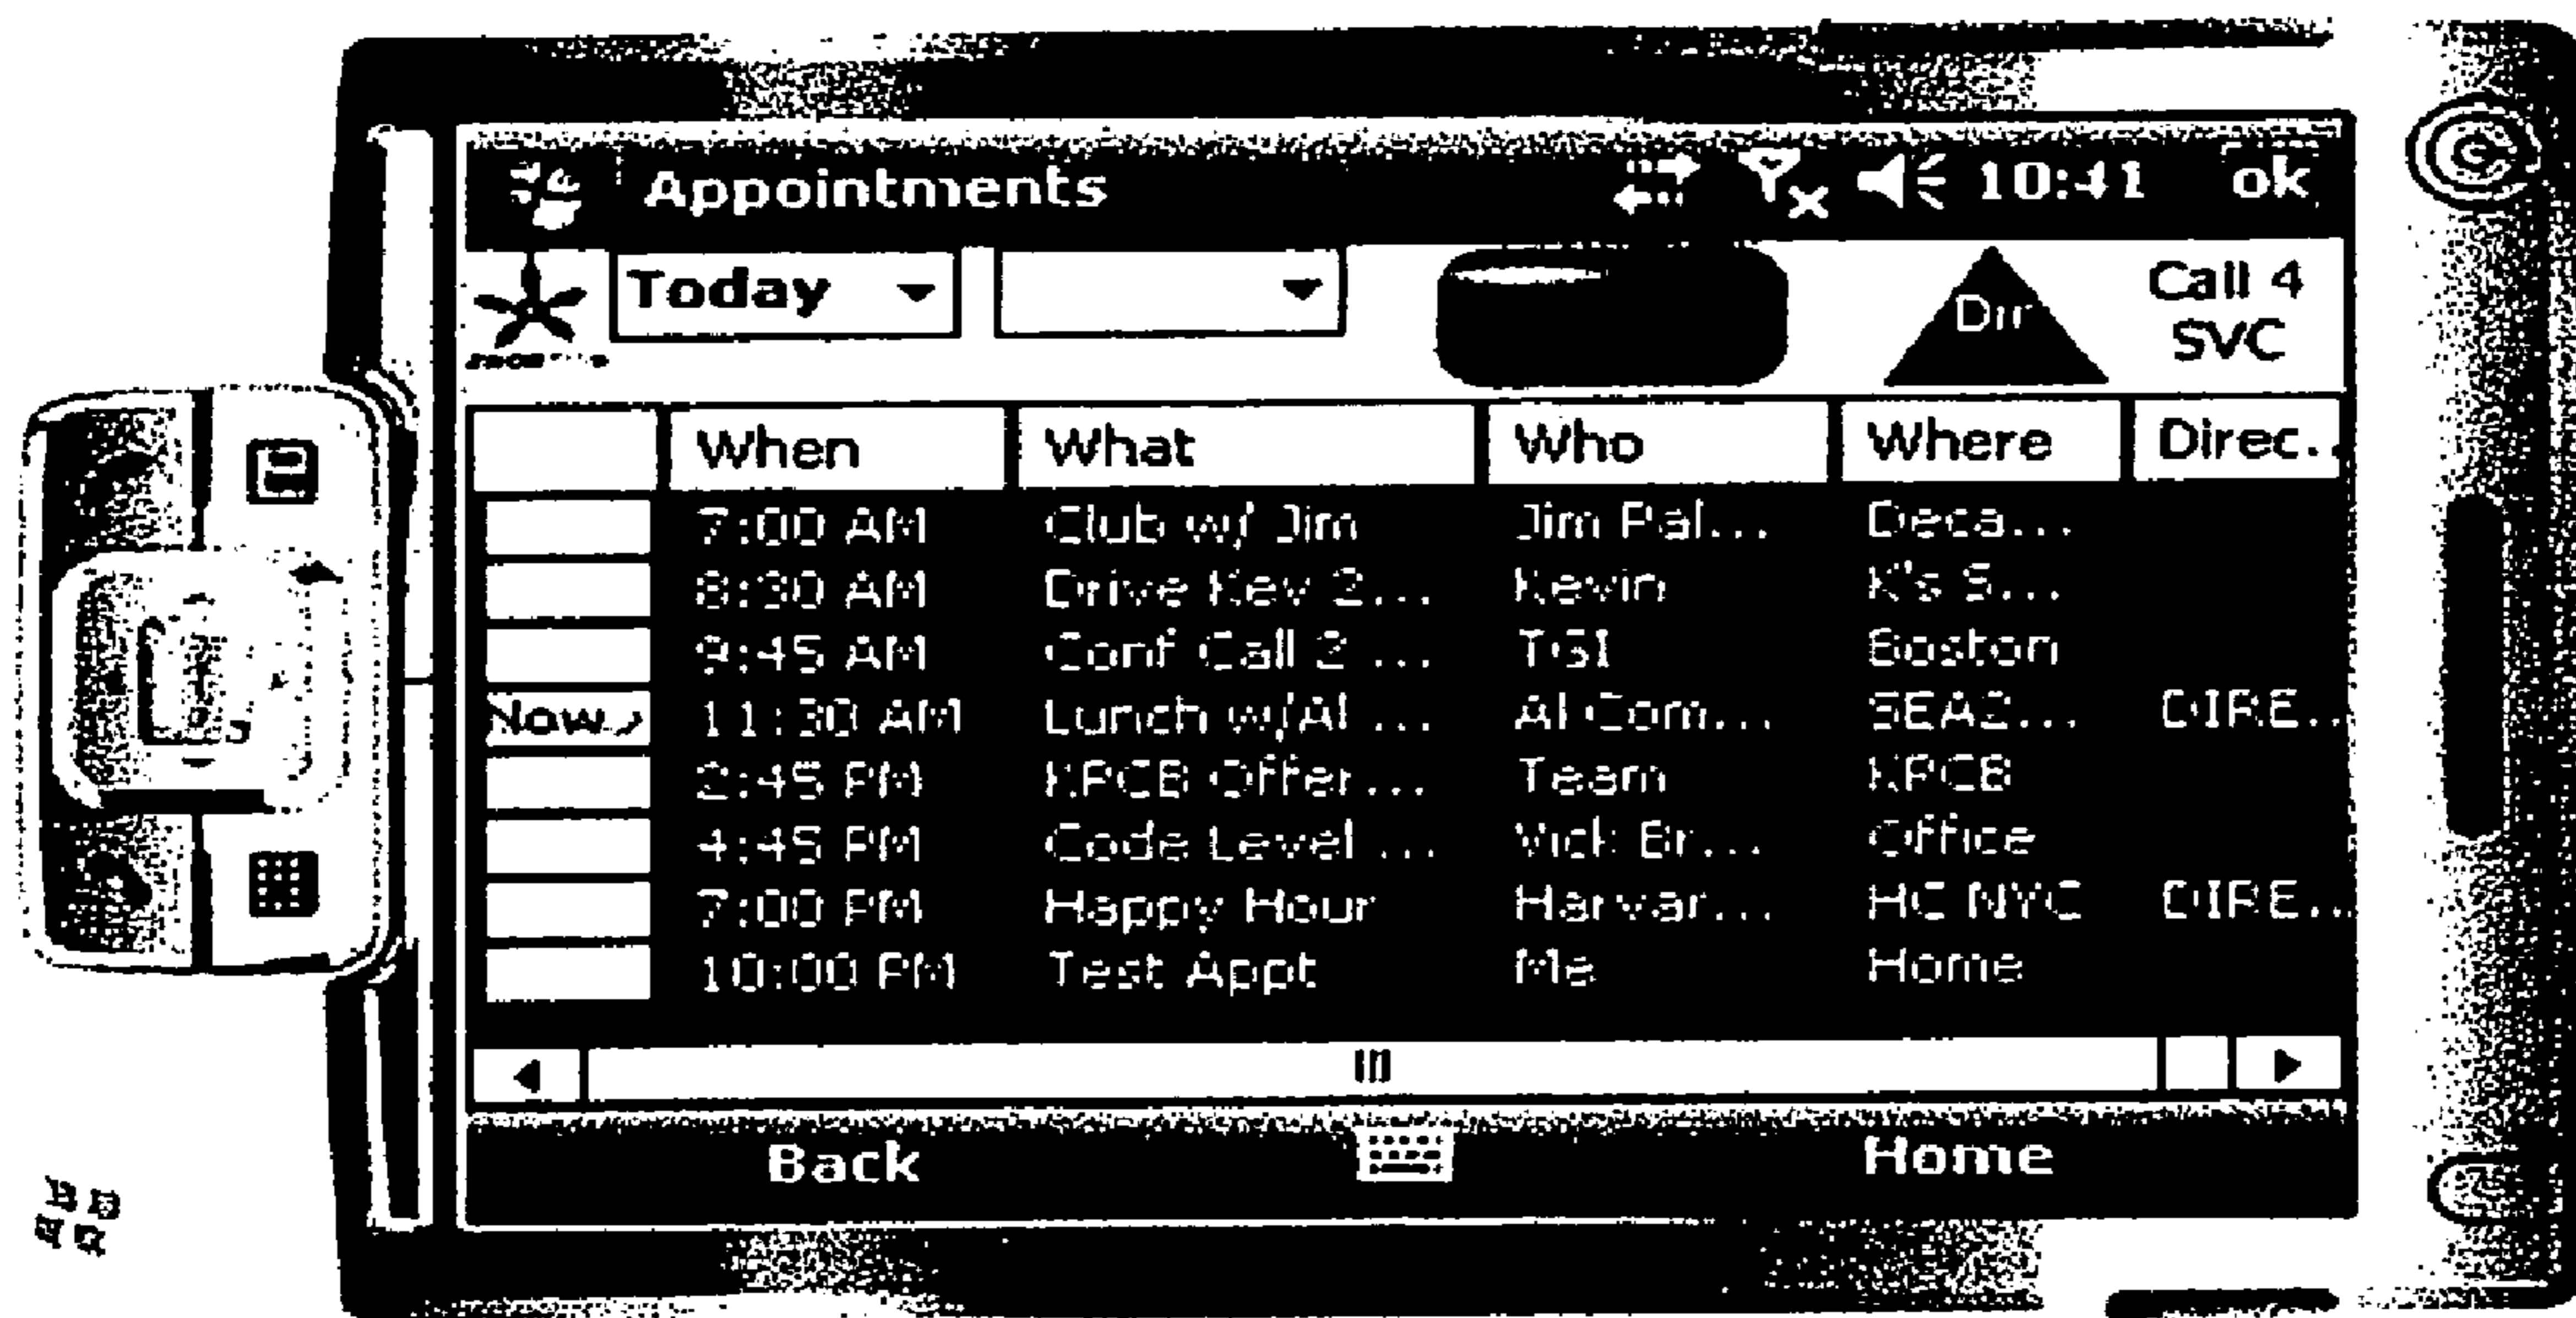 Appointments 10:41 ok
Today Dir Call 4
SVC
When What Who Where Direc..
7:00 AM Club w/ Jim Jim Pal... Deca...
8:30 AM Drive Kev 2... Kevin K's S...
9:45 AM Conf Call 2 ... TGI Boston
Now 11:30 AM Lunch w/Al ... Al Com... SEA2... DIRE..
2:45 PM KPCB Offer... Team KPCB
4:45 PM Code Level ... Vick Br... Office
7:00 PM Happy Hour Harvar... HC NYC DIRE..
10:00 PM Test Appt Me Home
Back Home